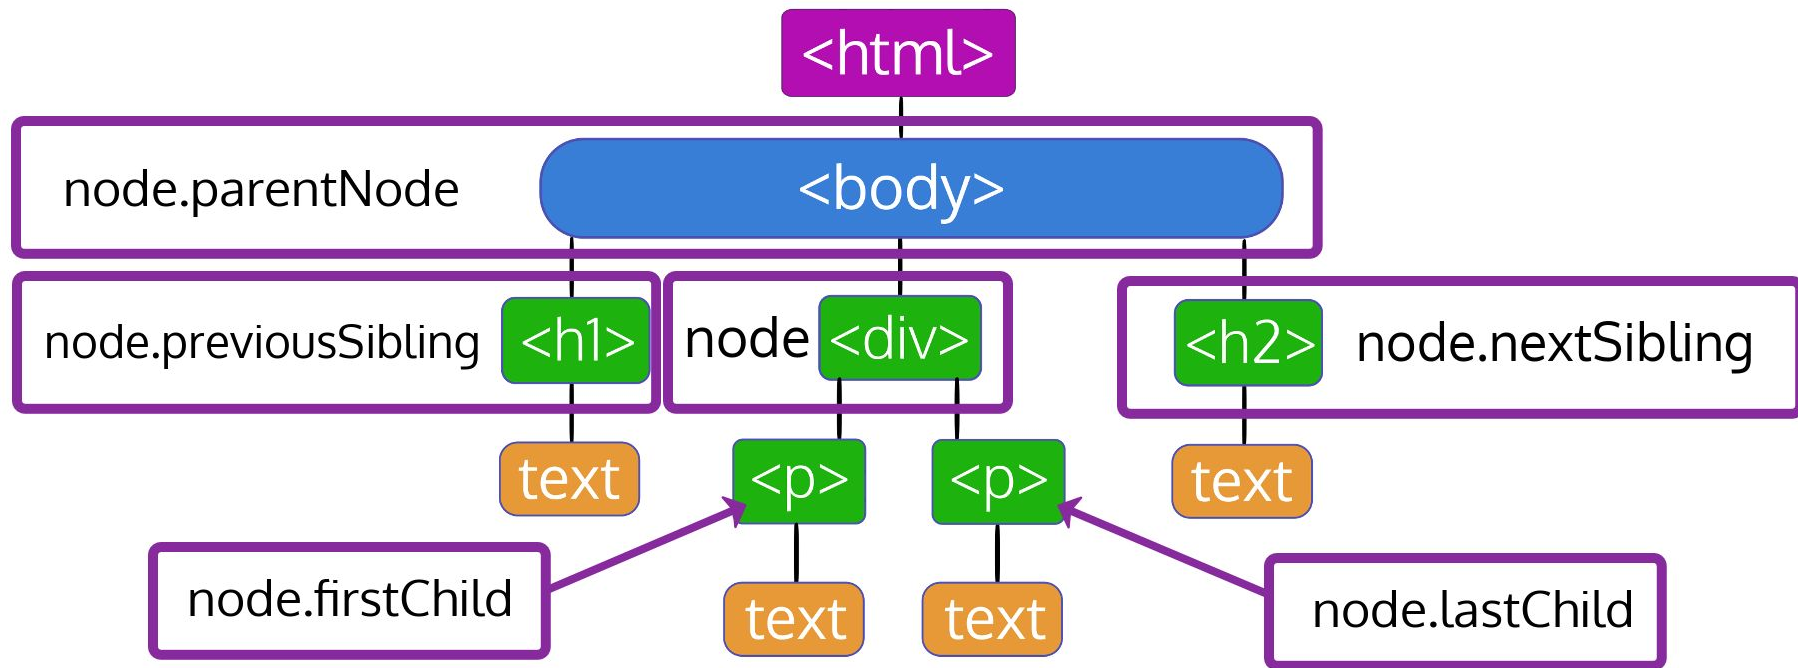 <html>
node.parentNode
<body>
node.previousSibling
<h1>
node
<div>
<h2>
node.nextSibling
text
<p>
<p>
text
node.firstChild
text
text
node.lastChild